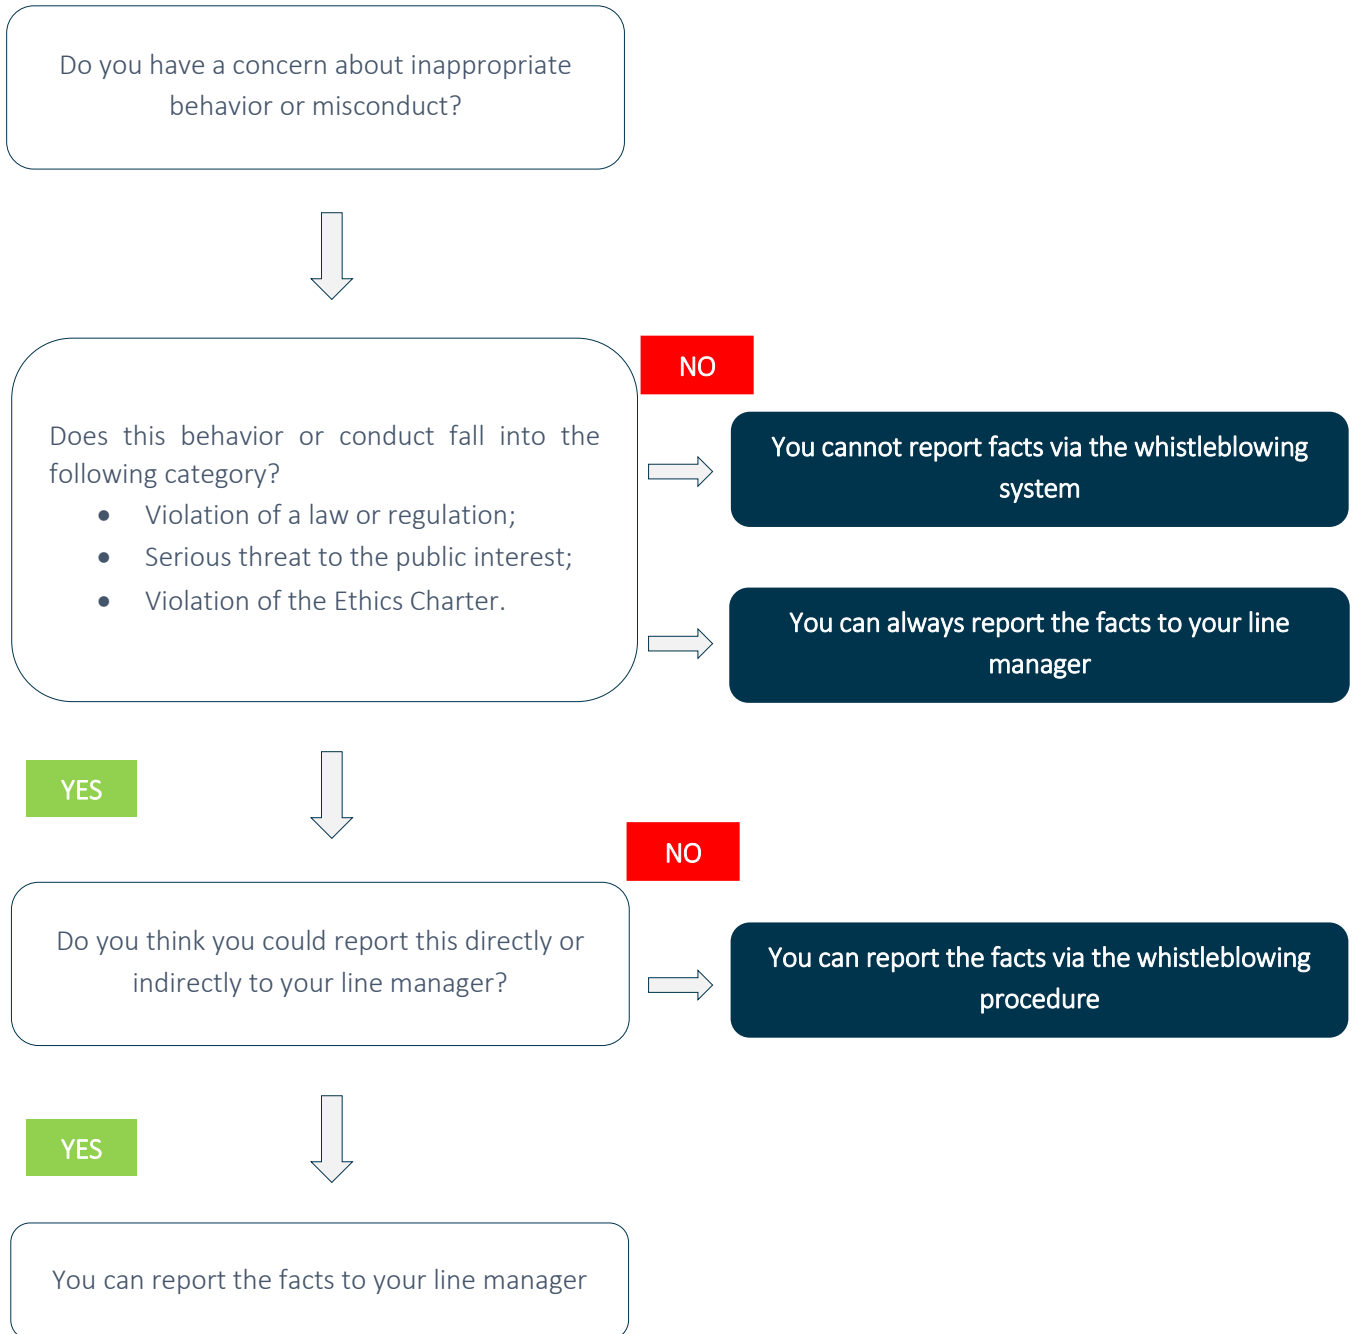 Do you have a concern about inappropriate
behavior or misconduct?
NO
Does this behavior or conduct fall into the
following category?
• Violation of a law or regulation;
• Serious threat to the public interest;
• Violation of the Ethics Charter.
You cannot report facts via the whistleblowing
system
You can always report the facts to your line
manager
YES
NO
Do you think you could report this directly or
indirectly to your line manager?
You can report the facts via the whistleblowing
procedure
YES
You can report the facts to your line manager